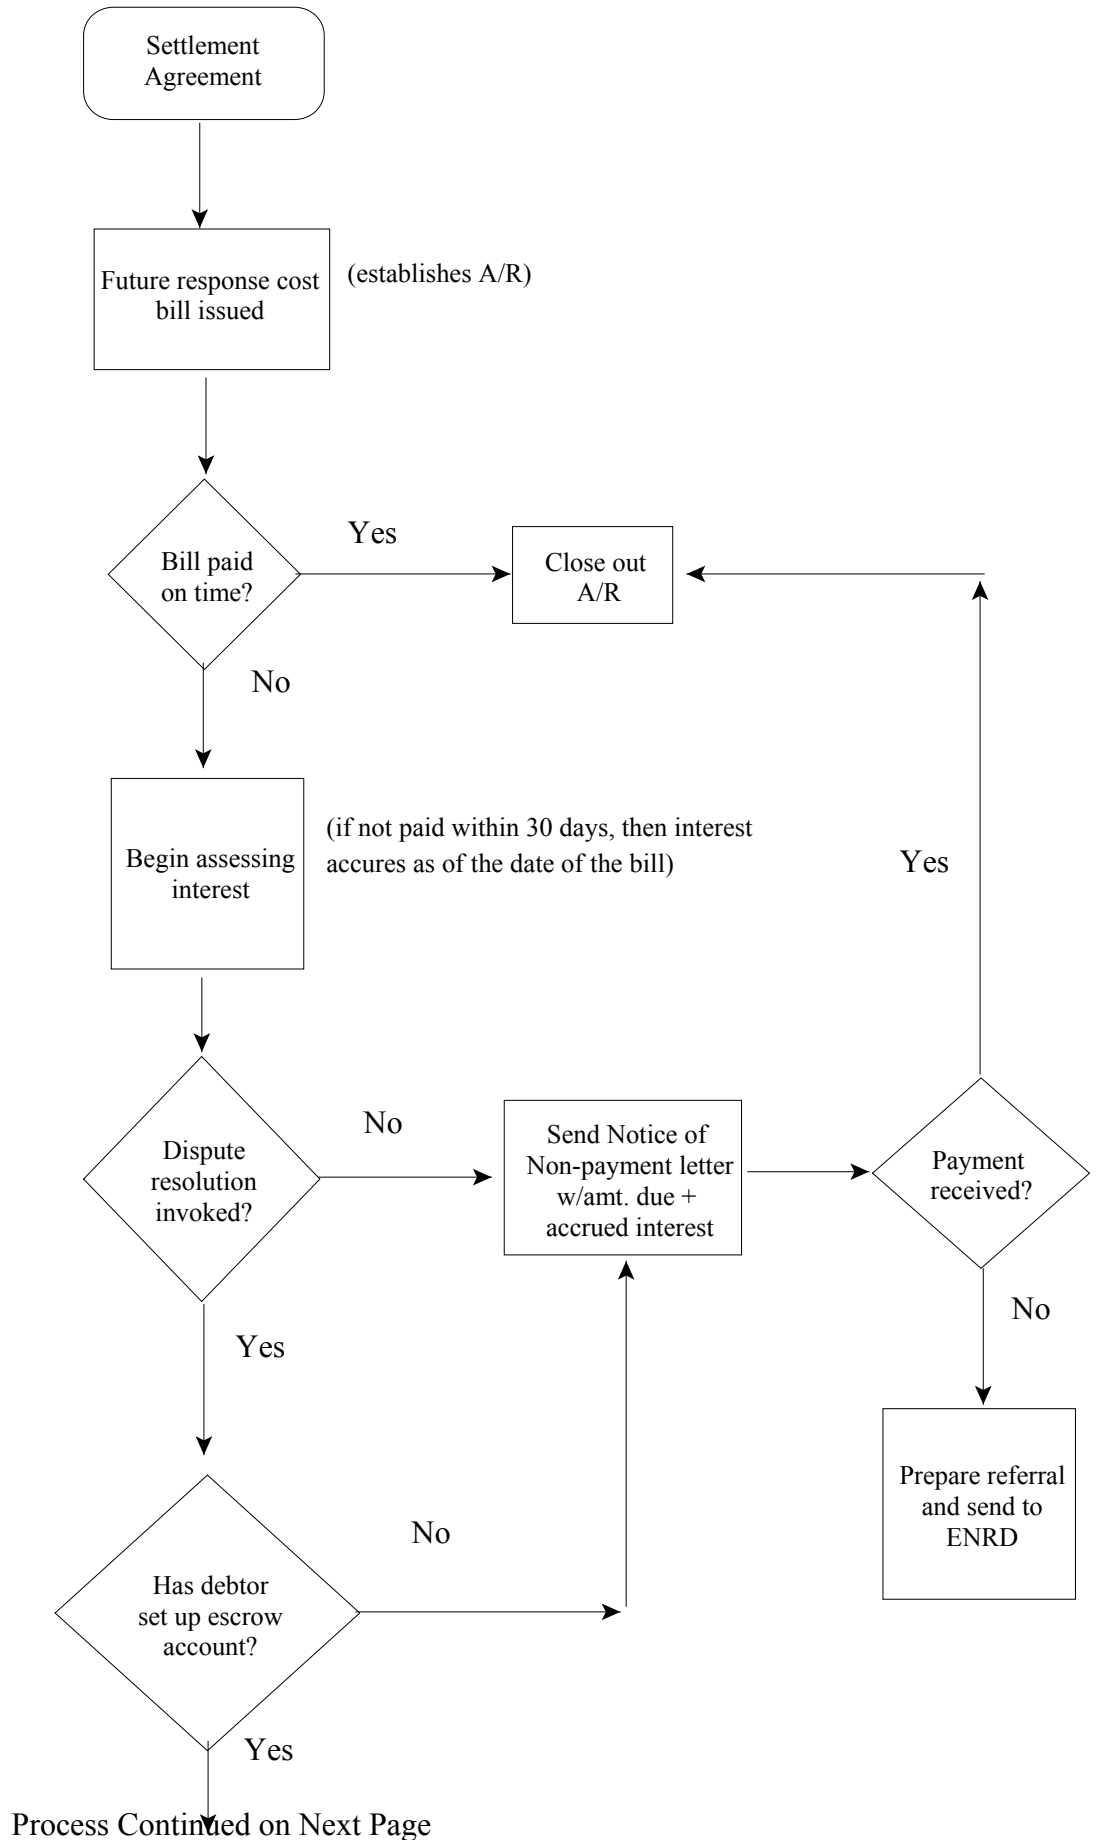 Settlement
Agreement
Future response cost
bill issued
(establishes A/R)
Bill paid
on time?
Yes
Close out
A/R
No
Begin assessing
interest
(if not paid within 30 days, then interest
accures as of the date of the bill)
Yes
Dispute
resolution
invoked?
No
Send Notice of
Non-payment letter
w/amt. due +
accrued interest
Payment
received?
No
Yes
Prepare referral
and send to
ENRD
Has debtor
set up escrow
account?
No
Yes
Process Continued on Next Page